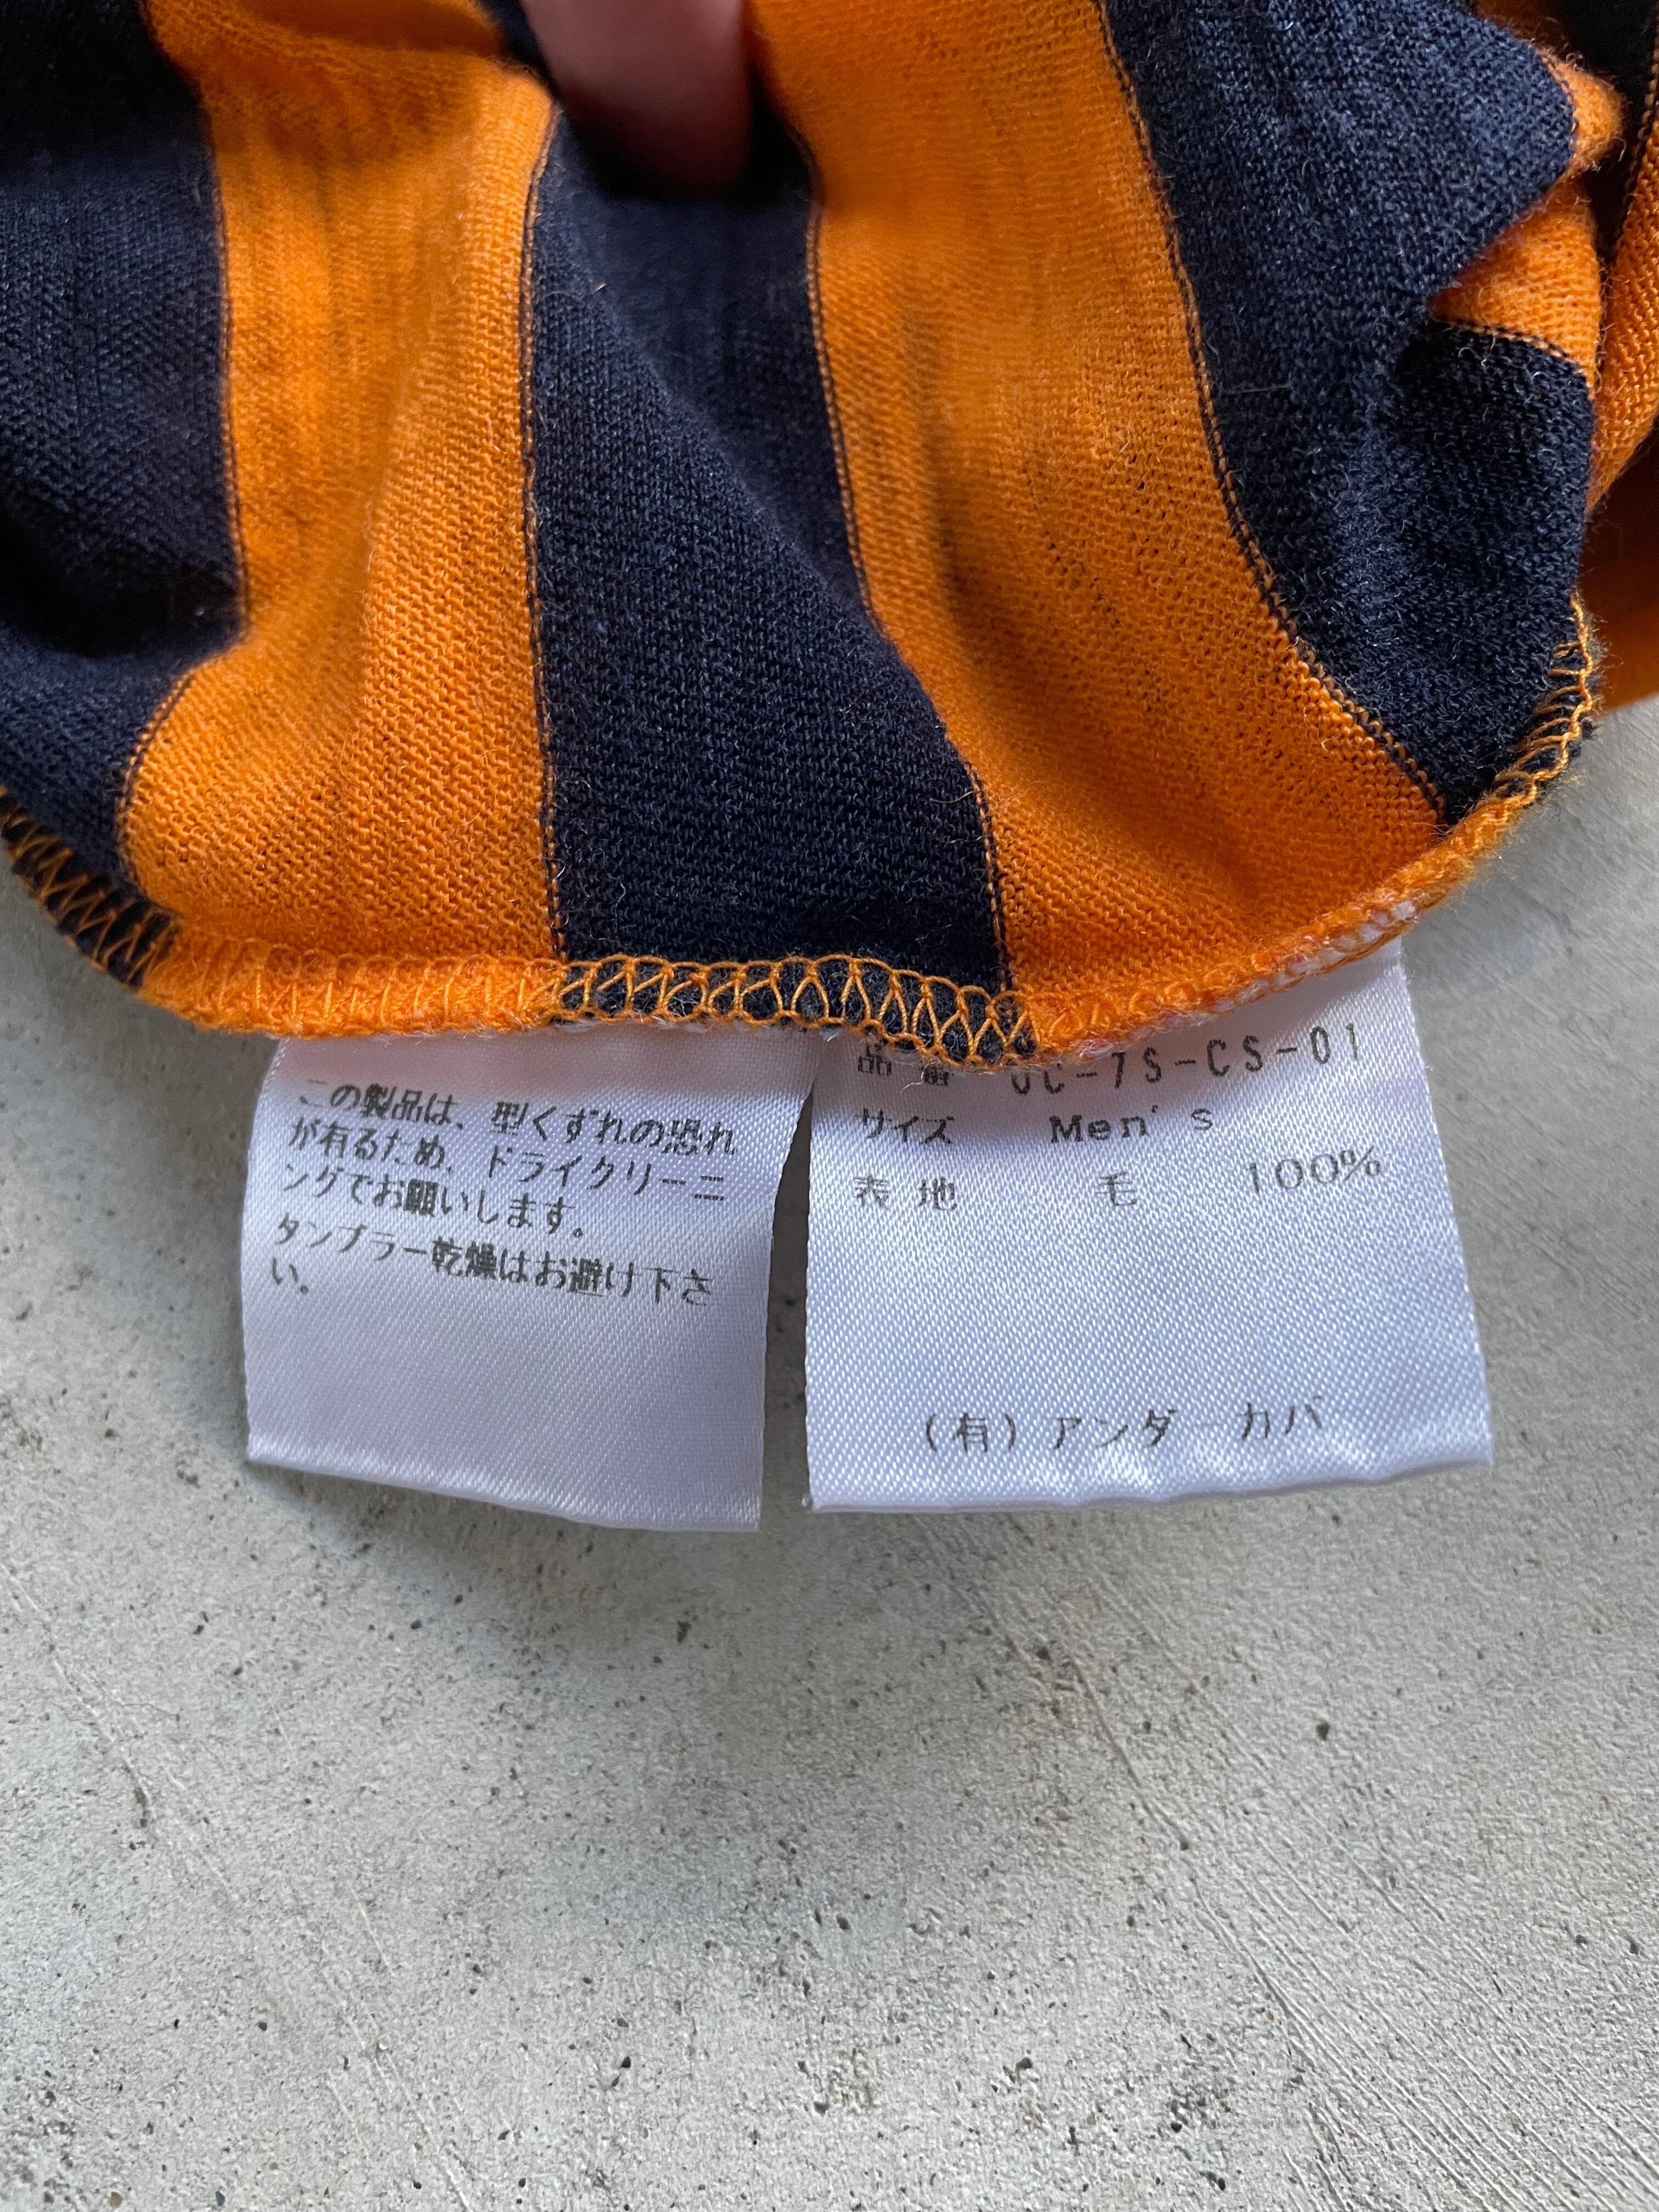 この製品は、型くずれの恐れ
が有るため、ドライクリーニ
ングでお願いします。
タンブラー乾燥はお避け下さ
い。
品番 UC-7S-CS-01
サイズ Men's
表地 毛 100%
(有)アンダーカバ